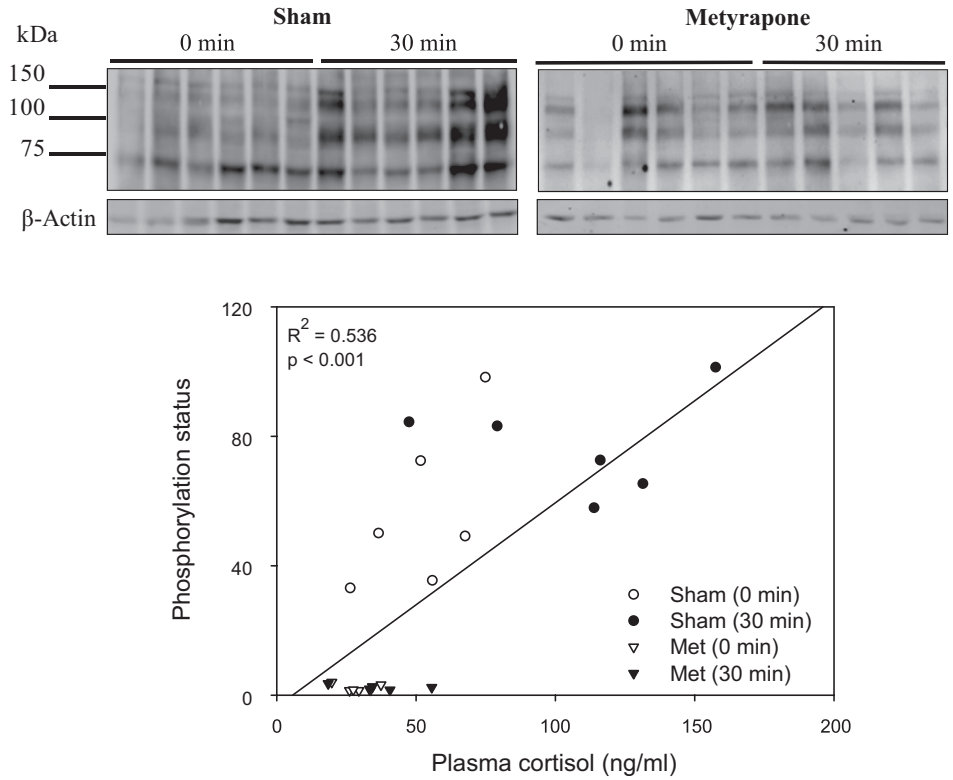 Sham
Metyrapone
kDa
0 min
30 min
0 min
30 min
150
100
75
β-Actin
120
R² = 0.536
p < 0.001
80
40
0
Phosphorylation status
Sham (0 min)
Sham (30 min)
Met (0 min)
Met (30 min)
0
50
100
150
200
Plasma cortisol (ng/ml)